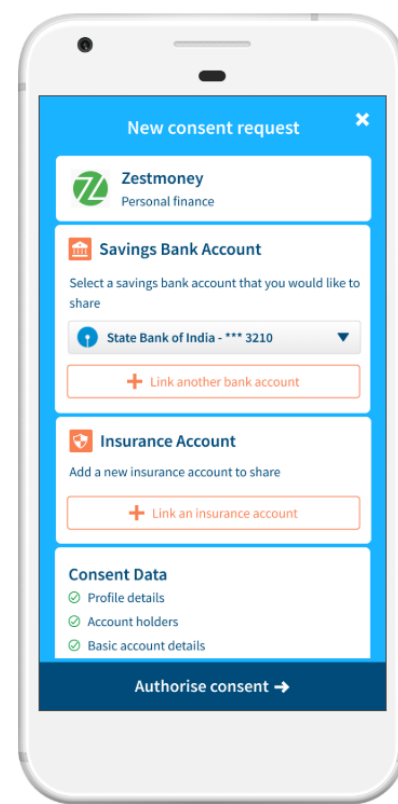 New consent request
Zestmoney
Personal finance
Savings Bank Account
Select a savings bank account that you would like to
share
State Bank of India - *** 3210
Link another bank account
Insurance Account
Add a new insurance account to share
Link an insurance account
Consent Data
Profile details
Account holders
Basic account details
Authorise consent →